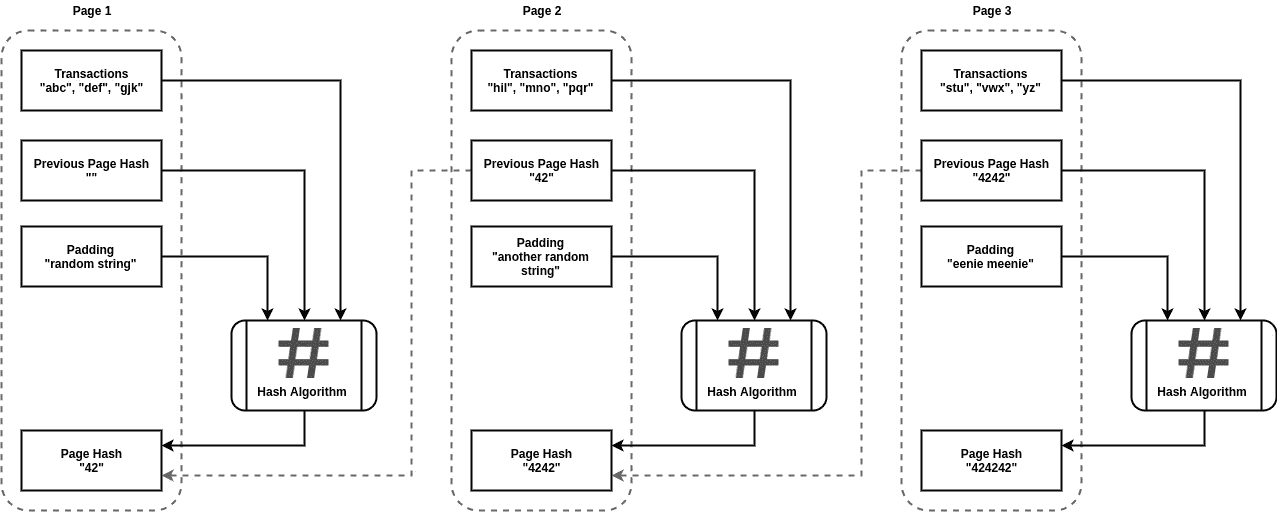 Page 1
Transactions
"abc", "def", "gjk"
Previous Page Hash
""
Padding
"random string"
#
Hash Algorithm
Page Hash
"42"
Page 2
Transactions
"hil", "mno", "pqr"
Previous Page Hash
"42"
Padding
"another random
string"
#
Hash Algorithm
Page Hash
"4242"
Page 3
Transactions
"stu", "vwx", "yz"
Previous Page Hash
"4242"
Padding
"eenie meenie"
#
Hash Algorithm
Page Hash
"424242"